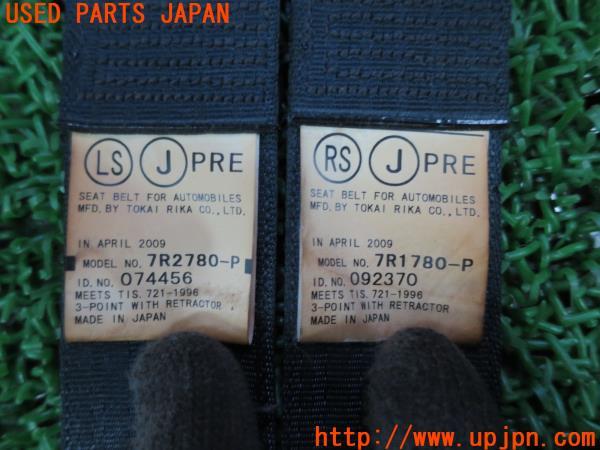 USED PARTS JAPAN
LS J PRE
SEAT BELT FOR AUTOMOBILES
MFD. BY TOKAI RIKA CO., LTD.
IN APRIL 2009
MODEL NO. 7R2780-P
I.D. NO. 074456
MEETS TIS. 721-1996
3-POINT WITH RETRACTOR
MADE IN JAPAN
RS J PRE
SEAT BELT FOR AUTOMOBILES
MFD. BY TOKAI RIKA CO., LTD.
IN APRIL 2009
MODEL NO. 7R1780-P
I.D. NO. 092370
MEETS TIS. 721-1996
3-POINT WITH RETRACTOR
MADE IN JAPAN
http://www.upjpn.com/